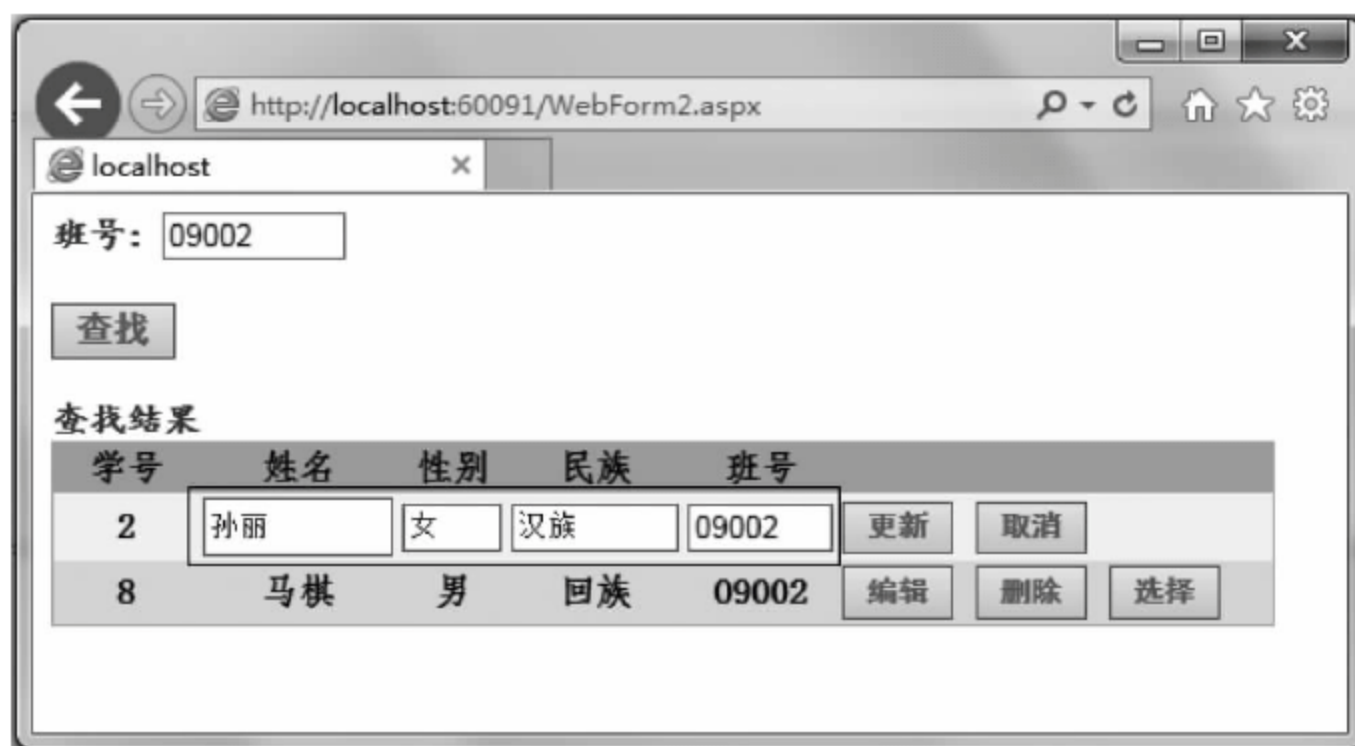 http://localhost:60091/WebForm2.aspx
localhost
班号: 09002
查找
查找结果
学号 姓名 性别 民族 班号
2 孙丽 女 汉族 09002 更新 取消
8 马棋 男 回族 09002 编辑 删除 选择